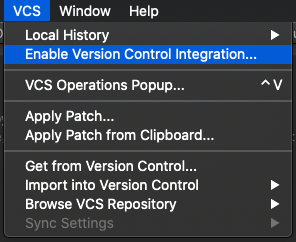 VCS Window Help
Local History
Enable Version Control Integration...
VCS Operations Popup... ^V
Apply Patch...
Apply Patch from Clipboard...
Get from Version Control...
Import into Version Control
Browse VCS Repository
Sync Settings